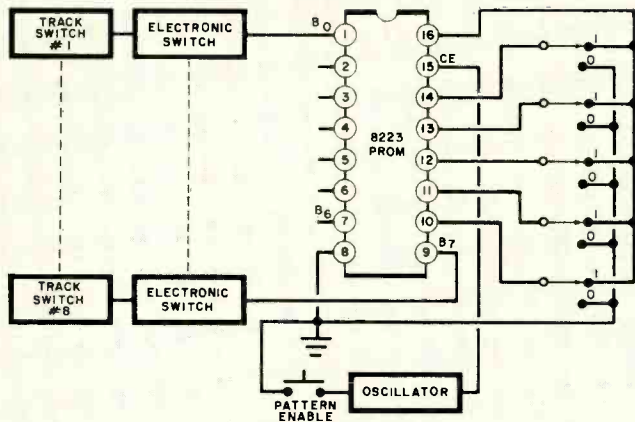 TRACK
SWITCH
#1
ELECTRONIC
SWITCH
B0
1
2
3
4
5
6
B6
7
8
8223
PROM
16
15
CE
14
13
12
11
10
9
B7
1
0
1
0
1
0
1
0
1
0
TRACK
SWITCH
#8
ELECTRONIC
SWITCH
PATTERN
ENABLE
OSCILLATOR